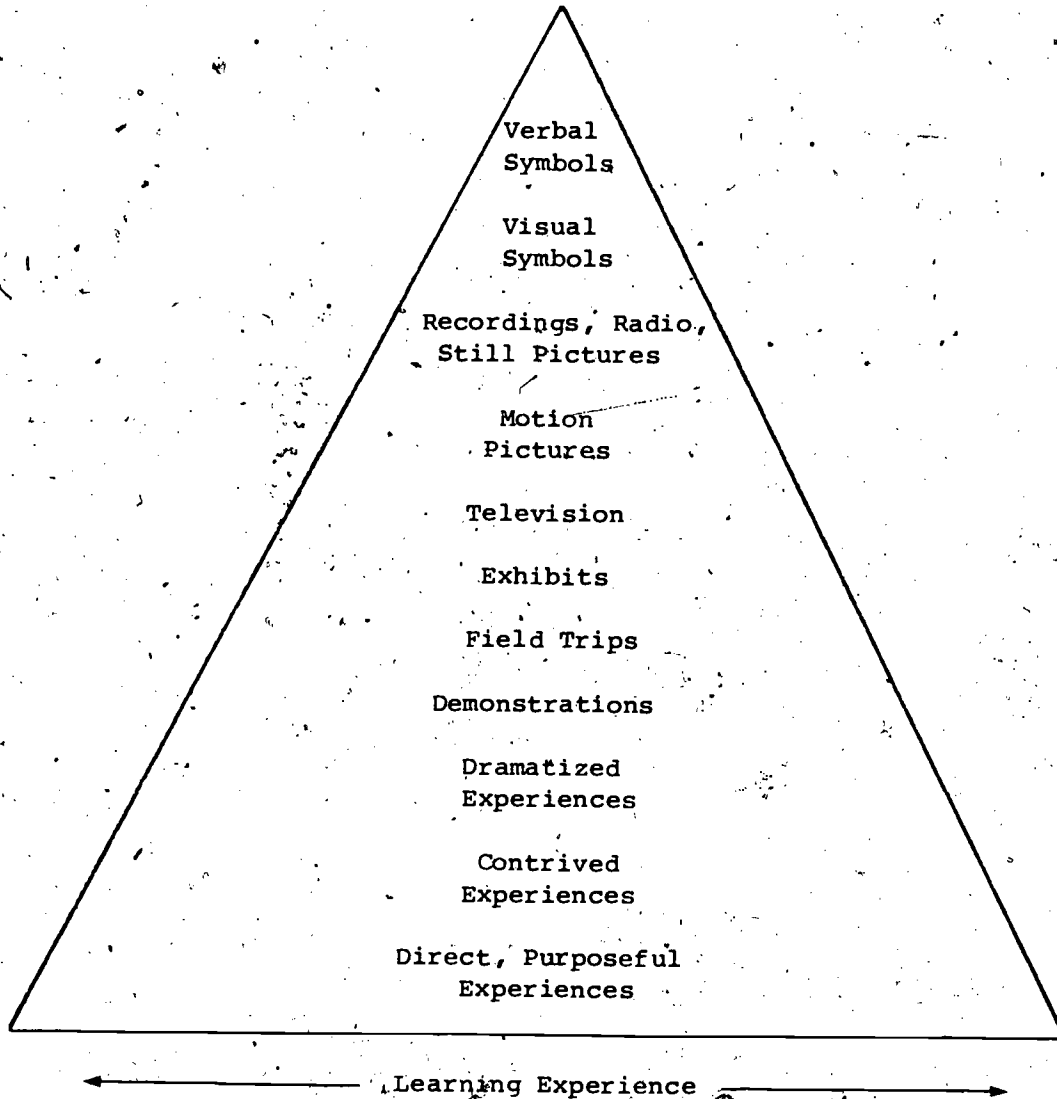 Verbal
Symbols
Visual
Symbols
Recordings, Radio,
Still Pictures
Motion
Pictures
Television
Exhibits
Field Trips
Demonstrations
Dramatized
Experiences
Contrived
Experiences
Direct, Purposeful
Experiences
Learning Experience